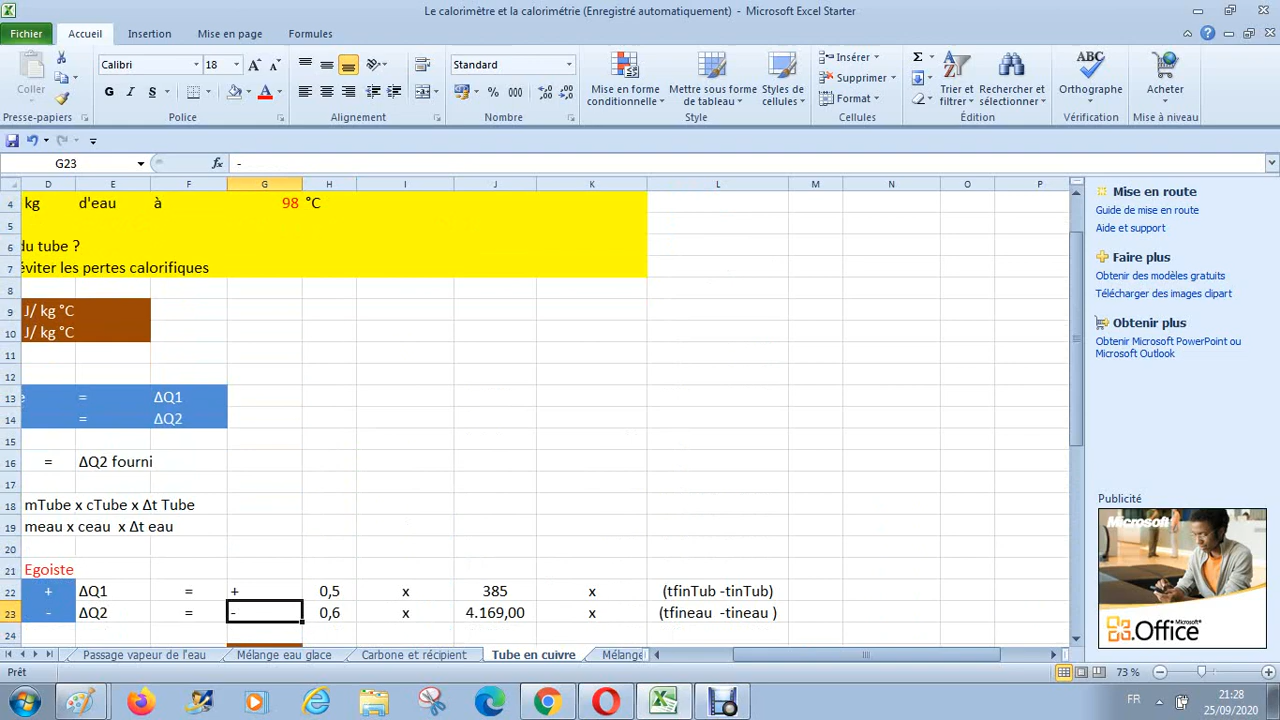 Le calorimètre et la calorimétrie (Enregistré automatiquement) - Microsoft Excel Starter
Fichier Accueil Insertion Mise en page Formules
Calibri 18 Standard
Coller
G I S
Mise en forme conditionnelle
Mettre sous forme de tableau
Styles de cellules
Insérer
Supprimer
Format
Trier et filtrer
Rechercher et sélectionner
ABC
Orthographe
Acheter
Presse-papiers Police Alignement Nombre Style Cellules Édition Vérification Mise à niveau
G23 fx -
D E F G H I J K L M N O P
4 kg d'eau à 98 °C
5
6 du tube ?
7 éviter les pertes calorifiques
8
9 J/ kg °C
10 J/ kg °C
11
12
13 e = ΔQ1
14 = ΔQ2
15
16 = ΔQ2 fourni
17
18 mTube x cTube x Δt Tube
19 meau x ceau x Δt eau
20
21 Egoiste
22 + ΔQ1 = + 0,5 x 385 x (tfinTub -tinTub)
23 - ΔQ2 = - 0,6 x 4.169,00 x (tfineau -tineau )
24
Mise en route
Guide de mise en route
Aide et support
Faire plus
Obtenir des modèles gratuits
Télécharger des images clipart
Obtenir plus
Obtenir Microsoft PowerPoint ou
Microsoft Outlook
Publicité
Microsoft
Office
Passage vapeur de l'eau Mélange eau glace Carbone et récipient Tube en cuivre Mélange
Prêt 73 %
FR 21:28
25/09/2020